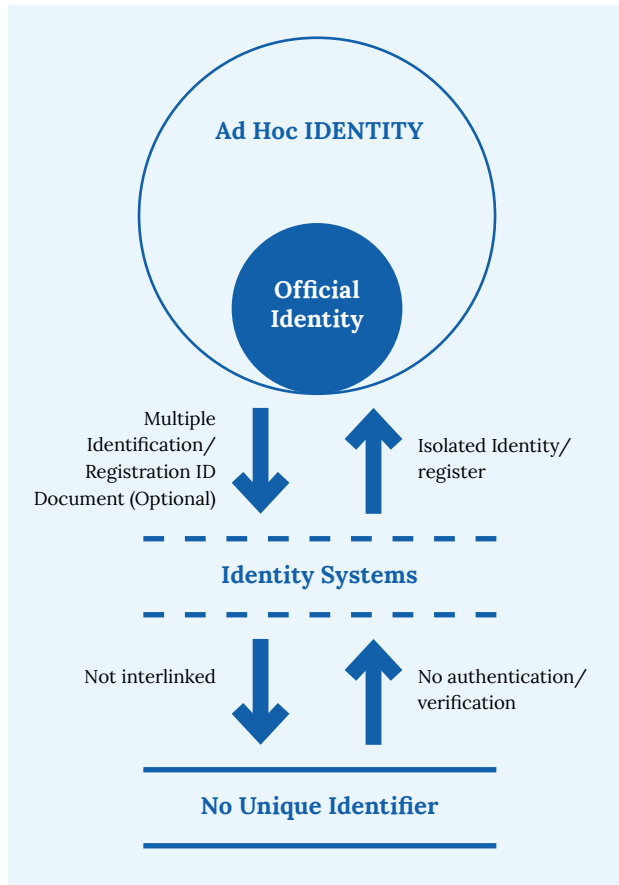 Ad Hoc IDENTITY
Official
Identity
Multiple
Identification/
Registration ID
Document (Optional)
Isolated Identity/
register
Identity Systems
Not interlinked
No authentication/
verification
No Unique Identifier